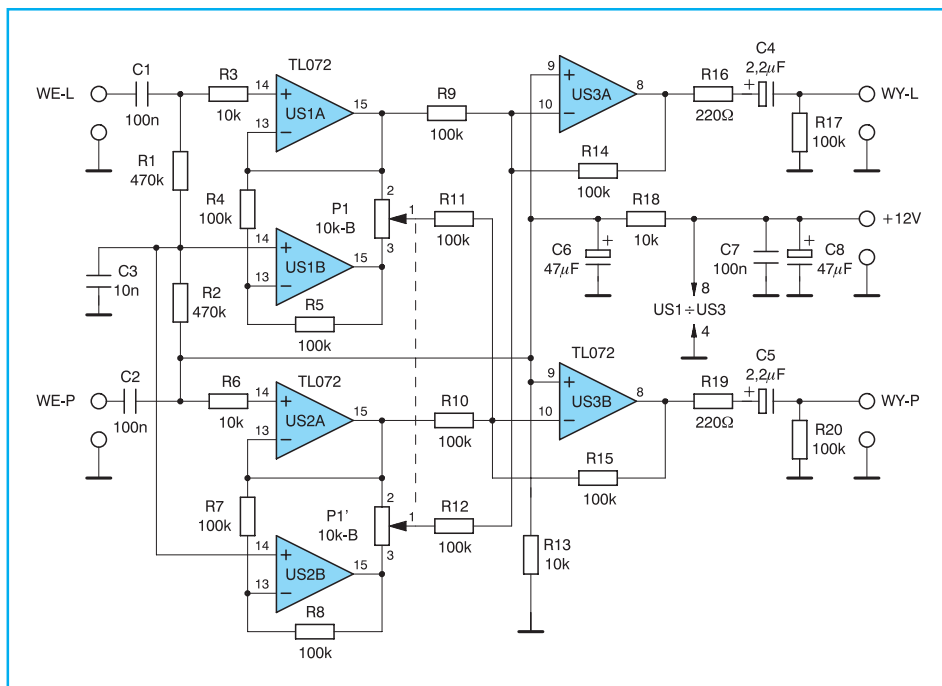 WE-L
C1
100n
R3
10k
14
13
TL072
US1A
15
R9
100k
9
10
US3A
8
R16
220Ω
C4
2,2µF
+
WY-L
R17
100k
R1
470k
R4
100k
P1
10k-B
2
1
3
R11
100k
R14
100k
R18
10k
+12V
C3
10n
14
13
US1B
15
R5
100k
R2
470k
C6
47µF
+
8
US1÷US3
4
C7
100n
C8
47µF
+
WE-P
C2
100n
R6
10k
14
13
TL072
US2A
15
R10
100k
TL072
9
10
US3B
8
R19
220Ω
C5
2,2µF
+
WY-P
R20
100k
R7
100k
P1'
10k-B
2
1
3
R12
100k
R15
100k
14
13
US2B
15
R8
100k
R13
10k